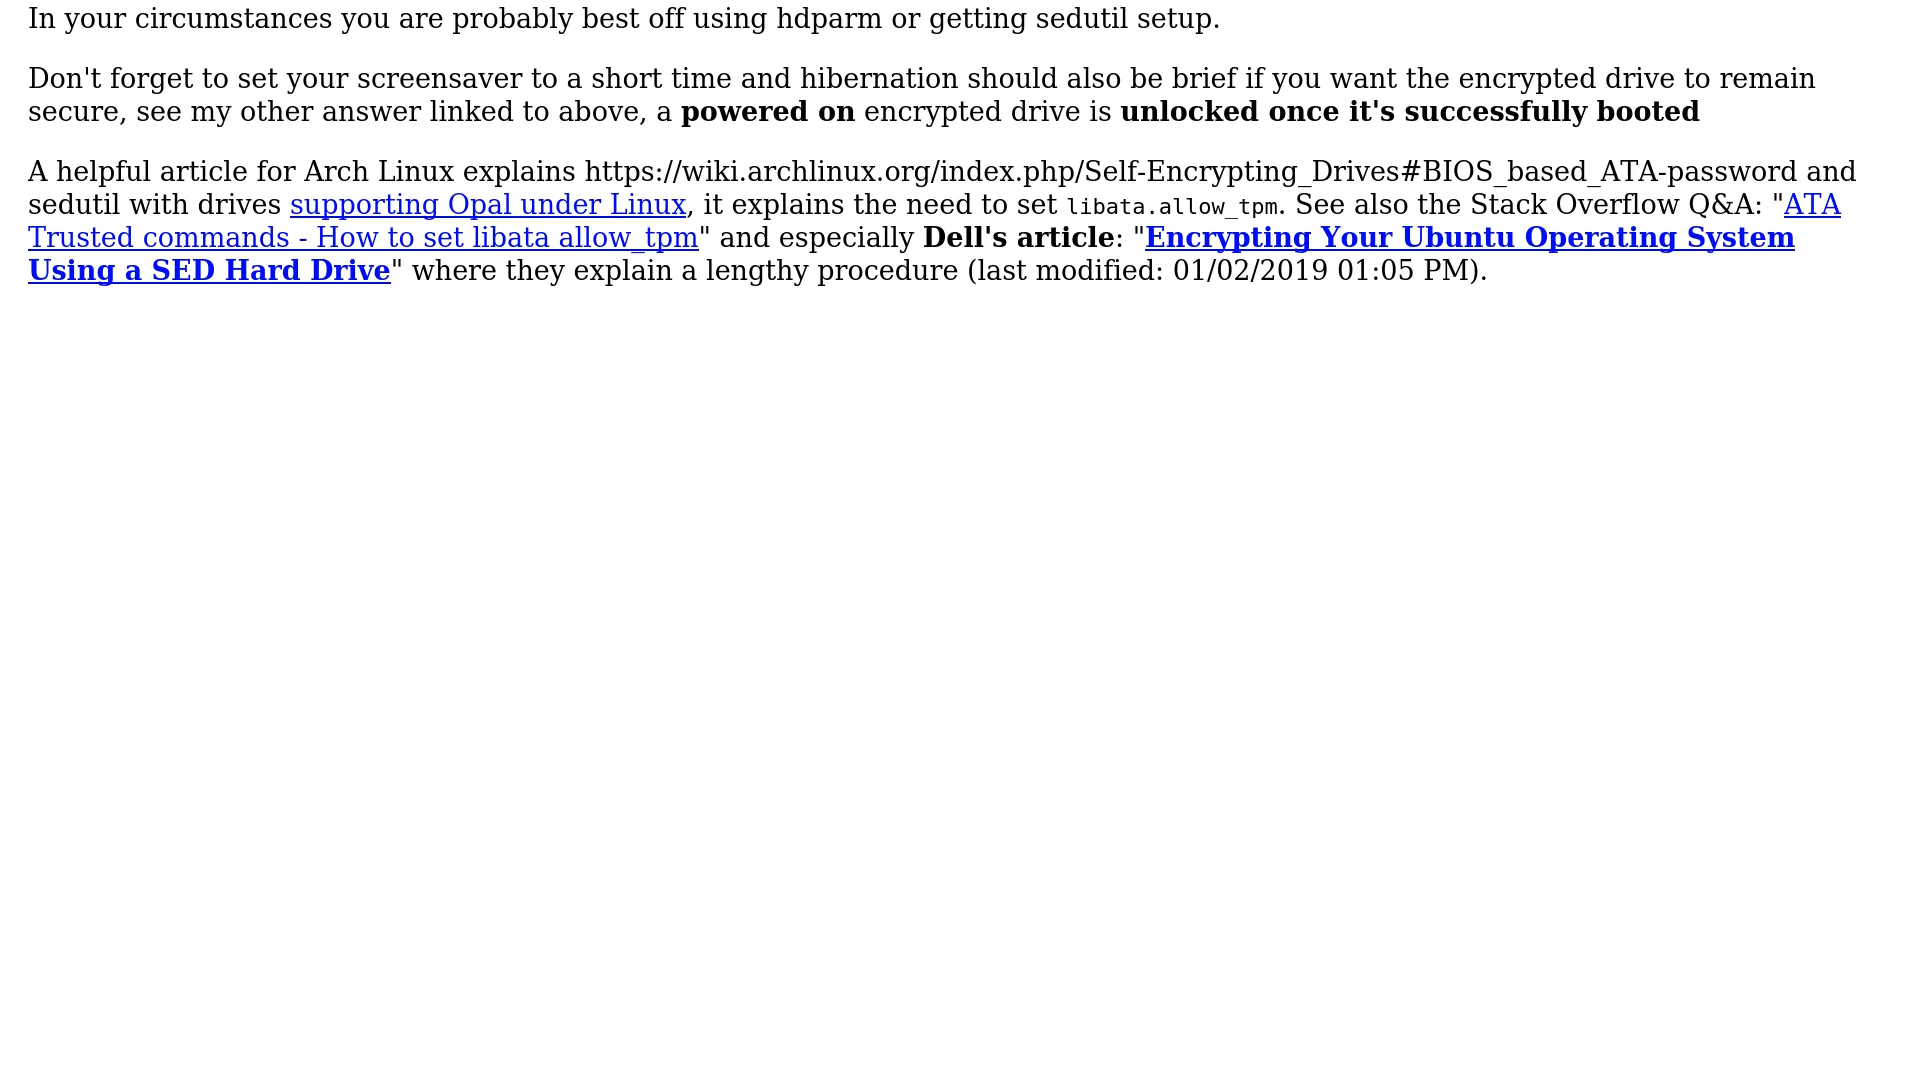 In your circumstances you are probably best off using hdparm or getting sedutil setup.
Don't forget to set your screensaver to a short time and hibernation should also be brief if you want the encrypted drive to remain
secure, see my other answer linked to above, a powered on encrypted drive is unlocked once it's successfully booted
A helpful article for Arch Linux explains https://wiki.archlinux.org/index.php/Self-Encrypting_Drives#BIOS_based_ATA-password and
sedutil with drives supporting Opal under Linux, it explains the need to set libata.allow_tpm. See also the Stack Overflow Q&A: "ATA
Trusted commands - How to set libata allow_tpm" and especially Dell's article: "Encrypting Your Ubuntu Operating System
Using a SED Hard Drive" where they explain a lengthy procedure (last modified: 01/02/2019 01:05 PM).